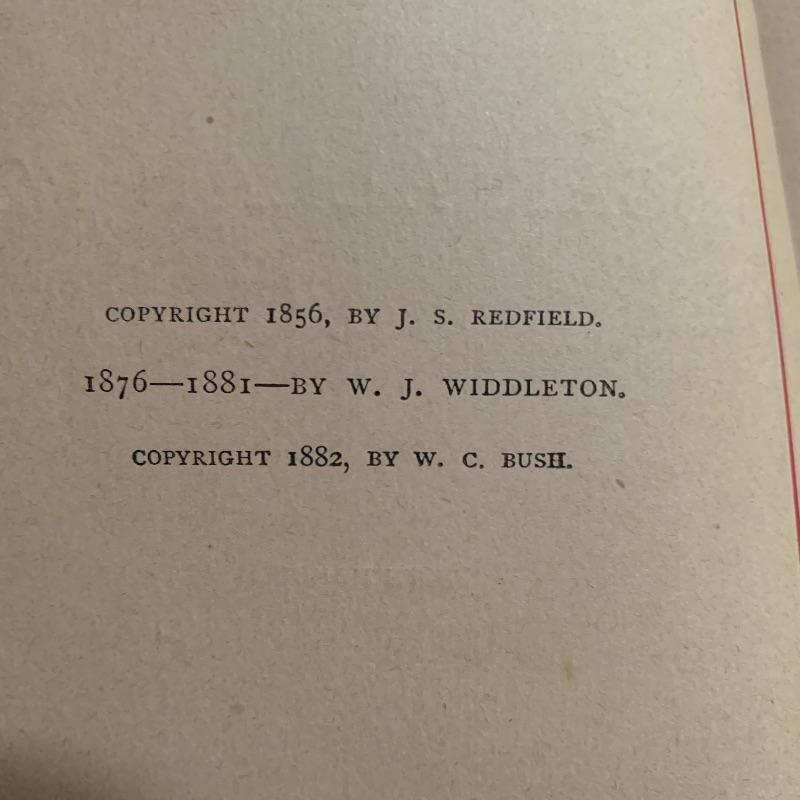 COPYRIGHT 1856, BY J. S. REDFIELD.
1876—1881—BY W. J. WIDDLETON.
COPYRIGHT 1882, BY W. C. BUSH.